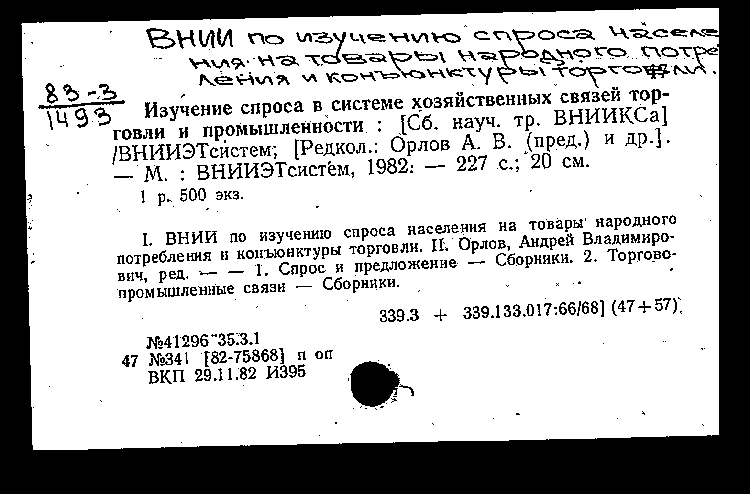 ВНИИ по изучению спроса населе
ния на товары народного потре
ления и конъюнктуры торговли.
83-3
1493
Изучение спроса в системе хозяйственных связей тор-
говли и промышленности : [Сб. науч. тр. ВНИИКСа]
/ВНИИЭТсистем; [Редкол.: Орлов А. В. (пред.) и др.].
— М. : ВНИИЭТсистем, 1982. — 227 с.; 20 см.
1 р. 500 экз.
I. ВНИИ по изучению спроса населения на товары народного
потребления и конъюнктуры торговли. II. Орлов, Андрей Владимиро-
вич, ред. — — 1. Спрос и предложение — Сборники. 2. Торгово-
промышленные связи — Сборники.
339.3 + 339.133.017:66/68] (47+57).
№41296 35.3.1
47 №341 [82-75868] п оп
ВКП 29.11.82 И395